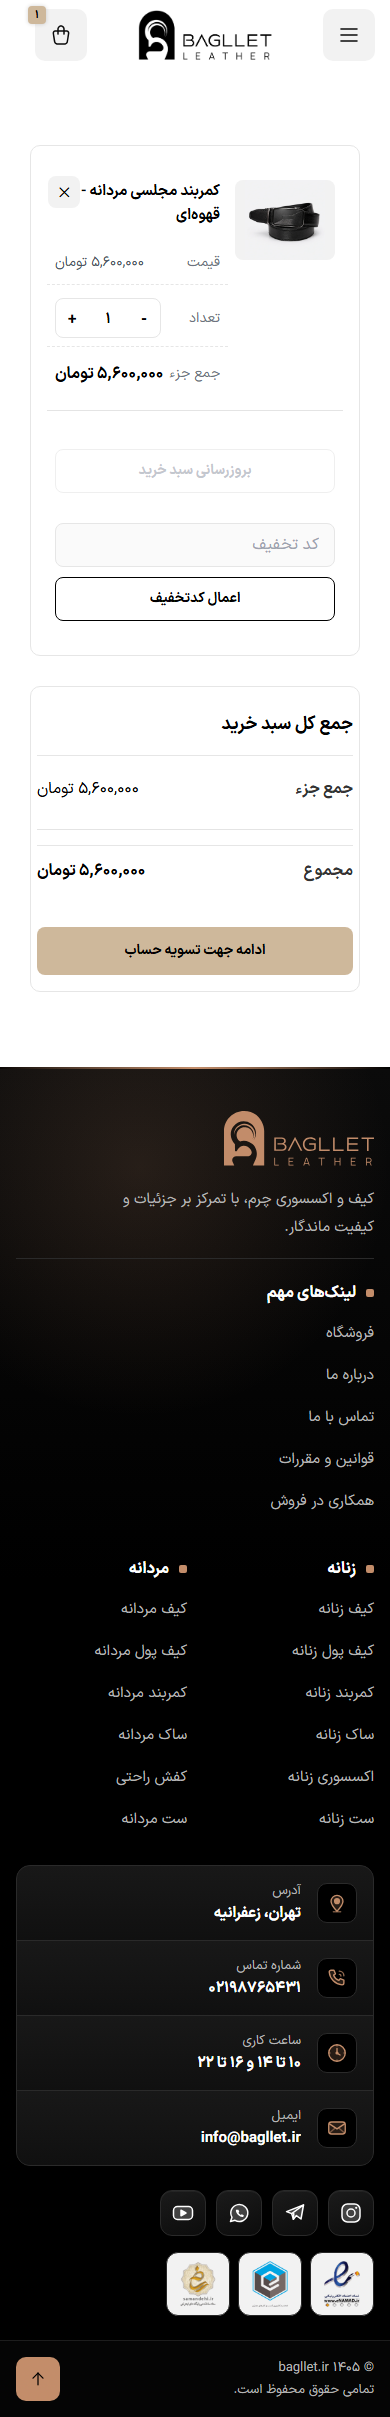 ۱
BAGLLET
LEATHER
کمربند مجلسی مردانه -
قهوه‌ای
قیمت ۵,۶۰۰,۰۰۰ تومان
تعداد - ۱ +
جمع جزء ۵,۶۰۰,۰۰۰ تومان
بروزرسانی سبد خرید
کد تخفیف
اعمال کدتخفیف
جمع کل سبد خرید
جمع جزء ۵,۶۰۰,۰۰۰ تومان
مجموع ۵,۶۰۰,۰۰۰ تومان
ادامه جهت تسویه حساب
BAGLLET
LEATHER
کیف و اکسسوری چرم، با تمرکز بر جزئیات و
کیفیت ماندگار.
لینک‌های مهم
فروشگاه
درباره ما
تماس با ما
قوانین و مقررات
همکاری در فروش
زنانه
کیف زنانه
کیف پول زنانه
کمربند زنانه
ساک زنانه
اکسسوری زنانه
ست زنانه
مردانه
کیف مردانه
کیف پول مردانه
کمربند مردانه
ساک مردانه
کفش راحتی
ست مردانه
آدرس
تهران، زعفرانیه
شماره تماس
۰۲۱۹۸۷۶۵۴۳۱
ساعت کاری
۱۰ تا ۱۴ و ۱۶ تا ۲۲
ایمیل
info@bagllet.ir
www.eNAMAD.ir
samandehi.ir
© ۱۴۰۵ bagllet.ir
تمامی حقوق محفوظ است.